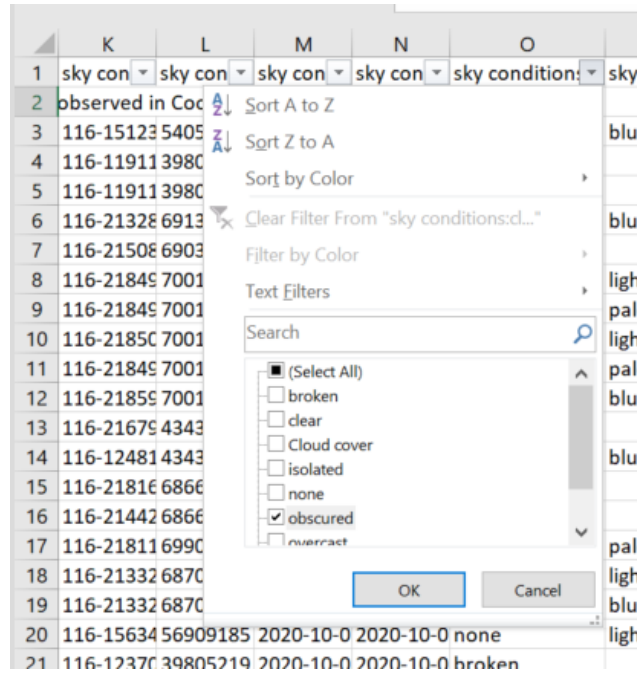 K L M N O
1 sky con sky con sky con sky con sky conditions sky
2 observed in Coc Sort A to Z
3 116-15123 5405 Sort Z to A blu
4 116-11911 3980
5 116-11911 3980 Sort by Color
6 116-21328 6913 Clear Filter From "sky conditions:cl..." blu
7 116-21508 6903 Filter by Color
8 116-21849 7001 Text Filters ligh
9 116-21849 7001 pal
10 116-21850 7001 Search ligh
11 116-21849 7001 (Select All) pal
12 116-21859 7001 broken blu
13 116-21679 4343 clear
14 116-12481 4343 Cloud cover blu
15 116-21816 6866 isolated
none
16 116-21442 6866 obscured
17 116-21811 6990 overcast pal
18 116-21332 6870 OK Cancel ligh
19 116-21332 6870 blu
20 116-15634 56909185 2020-10-0 2020-10-0 none ligh
21 116-12370 39805219 2020-10-0 2020-10-0 broken